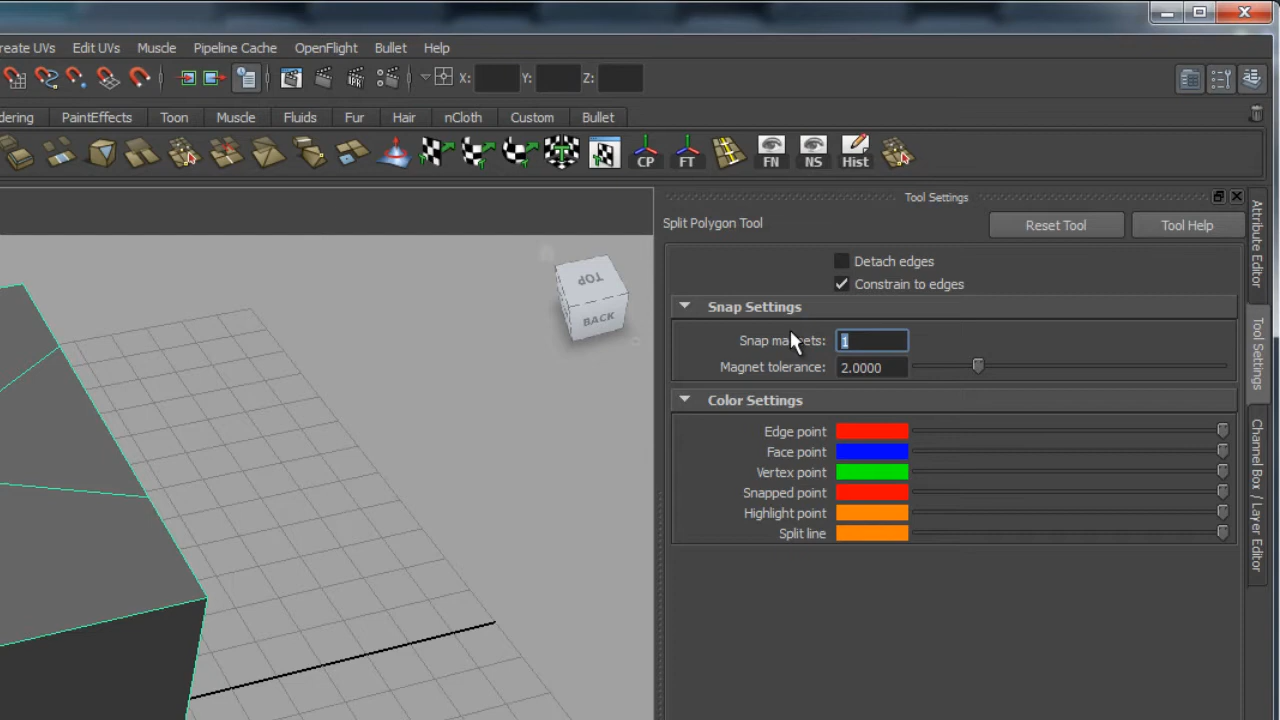 reate UVs Edit UVs Muscle Pipeline Cache OpenFlight Bullet Help
X: Y: Z:
dering PaintEffects Toon Muscle Fluids Fur Hair nCloth Custom Bullet
CP FT FN NS Hist
Tool Settings
Split Polygon Tool Reset Tool Tool Help
Detach edges
Constrain to edges
Snap Settings
Snap magnets: 1
Magnet tolerance: 2.0000
Color Settings
Edge point
Face point
Vertex point
Snapped point
Highlight point
Split line
Attribute Editor
Tool Settings
Channel Box / Layer Editor
TOP
BACK